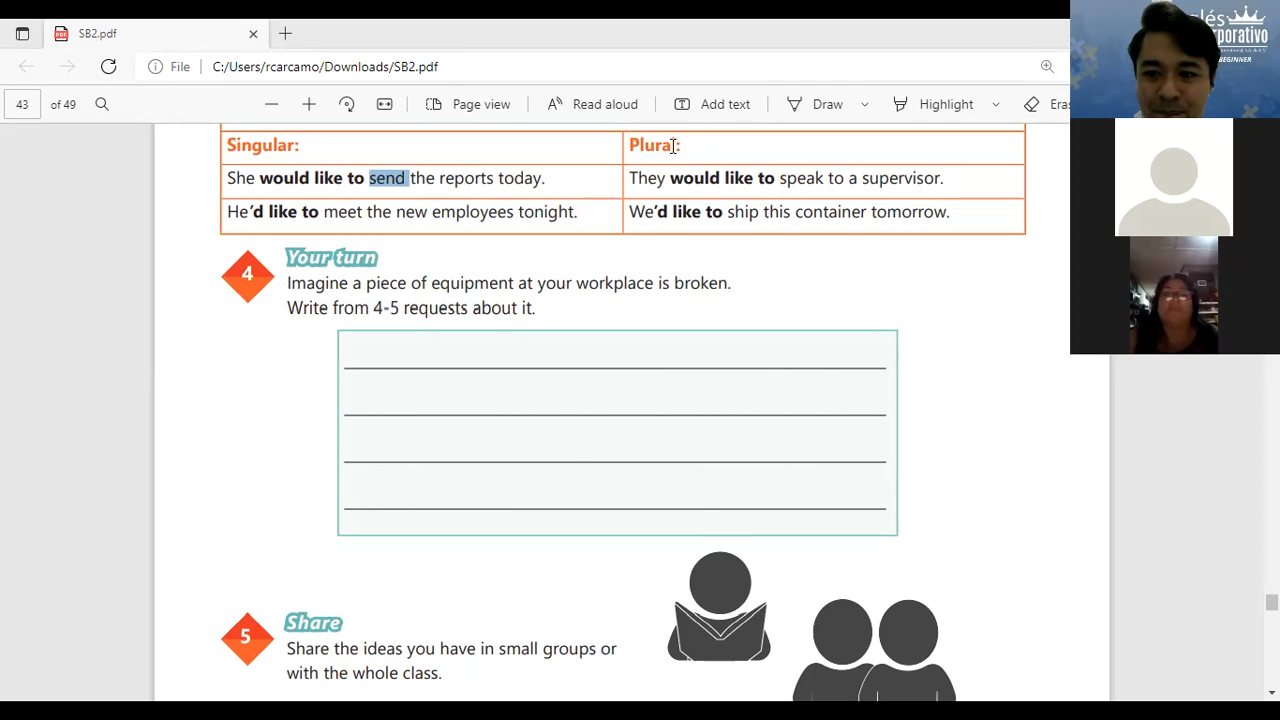 SB2.pdf
File C:/Users/rcarcamo/Downloads/SB2.pdf
43 of 49 Page view Read aloud Add text Draw Highlight Eras
lés
rporativo
BEGINNER
Singular: Plural:
She would like to send the reports today. They would like to speak to a supervisor.
He'd like to meet the new employees tonight. We'd like to ship this container tomorrow.
4 Your turn
Imagine a piece of equipment at your workplace is broken.
Write from 4-5 requests about it.
5 Share
Share the ideas you have in small groups or
with the whole class.